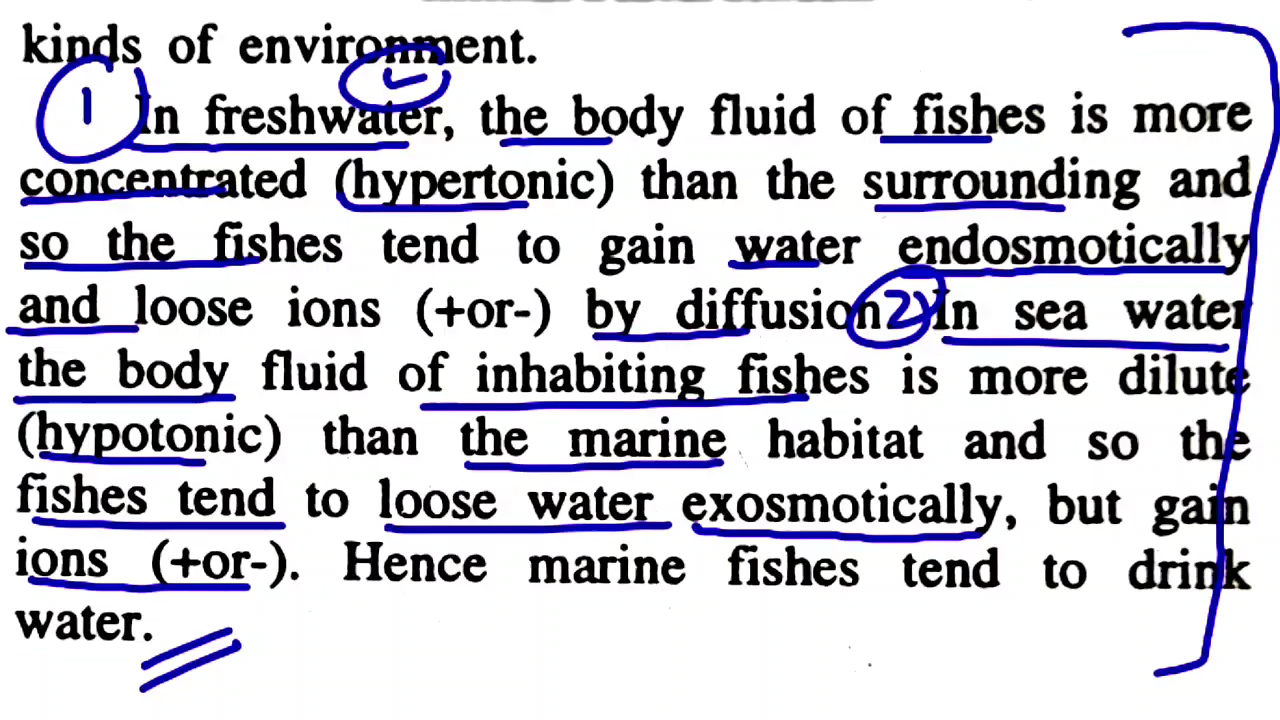 kinds of environment.
1 In freshwater, the body fluid of fishes is more
concentrated (hypertonic) than the surrounding and
so the fishes tend to gain water endosmotically
and loose ions (+or-) by diffusion 2) In sea water
the body fluid of inhabiting fishes is more dilute
(hypotonic) than the marine habitat and so the
fishes tend to loose water exosmotically, but gain
ions (+or-). Hence marine fishes tend to drink
water.